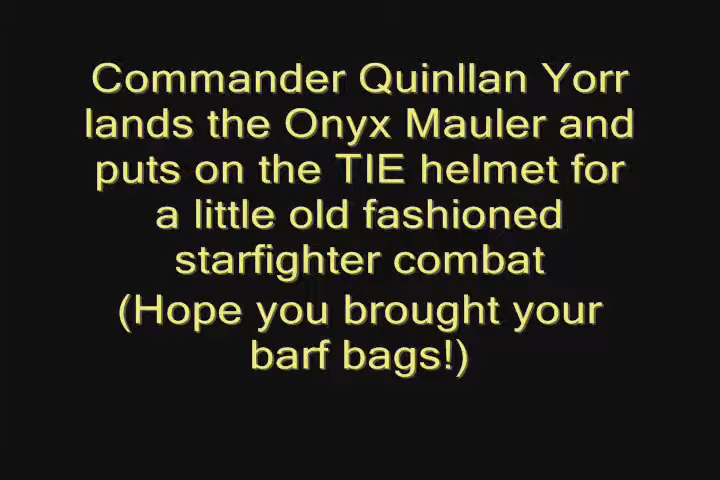 Commander Quinllan Yorr
lands the Onyx Mauler and
puts on the TIE helmet for
a little old fashioned
starfighter combat
(Hope you brought your
barf bags!)